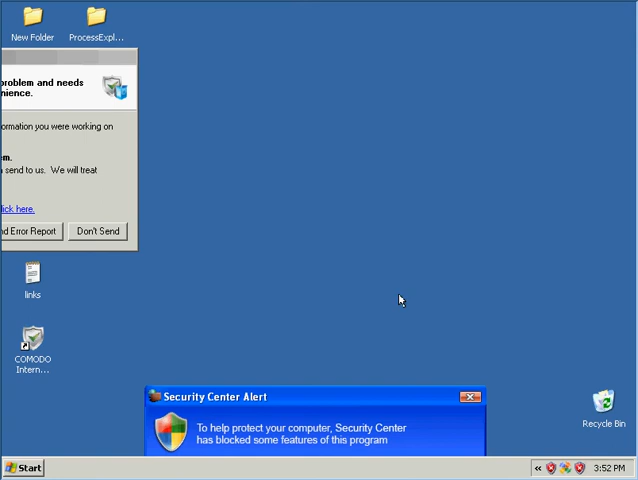 New Folder
ProcessExpl...
problem and needs
nience.
ormation you were working on
em.
send to us. We will treat
lick here.
nd Error Report
Don't Send
links
COMODO
Intern...
Security Center Alert
To help protect your computer, Security Center
has blocked some features of this program
Recycle Bin
Start
3:52 PM